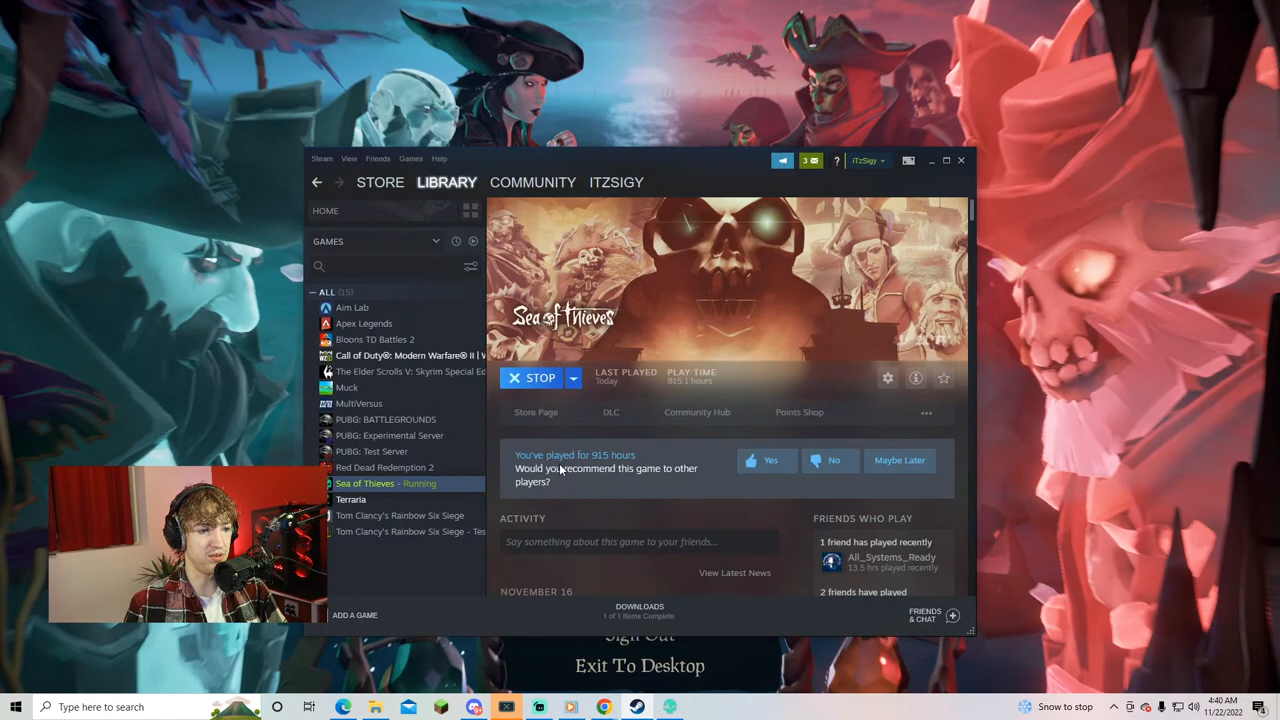 Steam View Friends Games Help
3 ? iTzSigy
STORE LIBRARY COMMUNITY ITZSIGY
HOME
GAMES
ALL (15)
Aim Lab
Apex Legends
Bloons TD Battles 2
Call of Duty®: Modern Warfare® II | W
The Elder Scrolls V: Skyrim Special Ed
Muck
MultiVersus
PUBG: BATTLEGROUNDS
PUBG: Experimental Server
PUBG: Test Server
Red Dead Redemption 2
Sea of Thieves - Running
Terraria
Tom Clancy's Rainbow Six Siege
Tom Clancy's Rainbow Six Siege - Tes
ADD A GAME
Sea of Thieves
STOP
LAST PLAYED
Today
PLAY TIME
915.1 hours
Store Page DLC Community Hub Points Shop
You've played for 915 hours
Would you recommend this game to other
players?
Yes No Maybe Later
ACTIVITY
Say something about this game to your friends...
View Latest News
NOVEMBER 16
FRIENDS WHO PLAY
1 friend has played recently
All_Systems_Ready
13.5 hrs played recently
2 friends have played
DOWNLOADS
1 of 1 Items Complete
FRIENDS
& CHAT
Sign Out
Exit To Desktop
Type here to search
Snow to stop
4:40 AM
11/22/2022
4